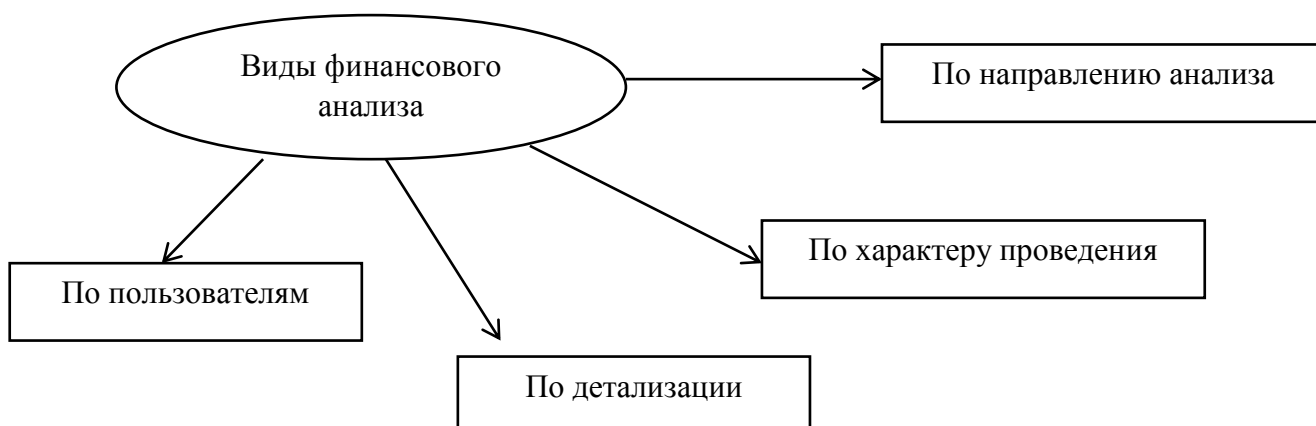 Виды финансового
анализа
По направлению анализа
По характеру проведения
По пользователям
По детализации